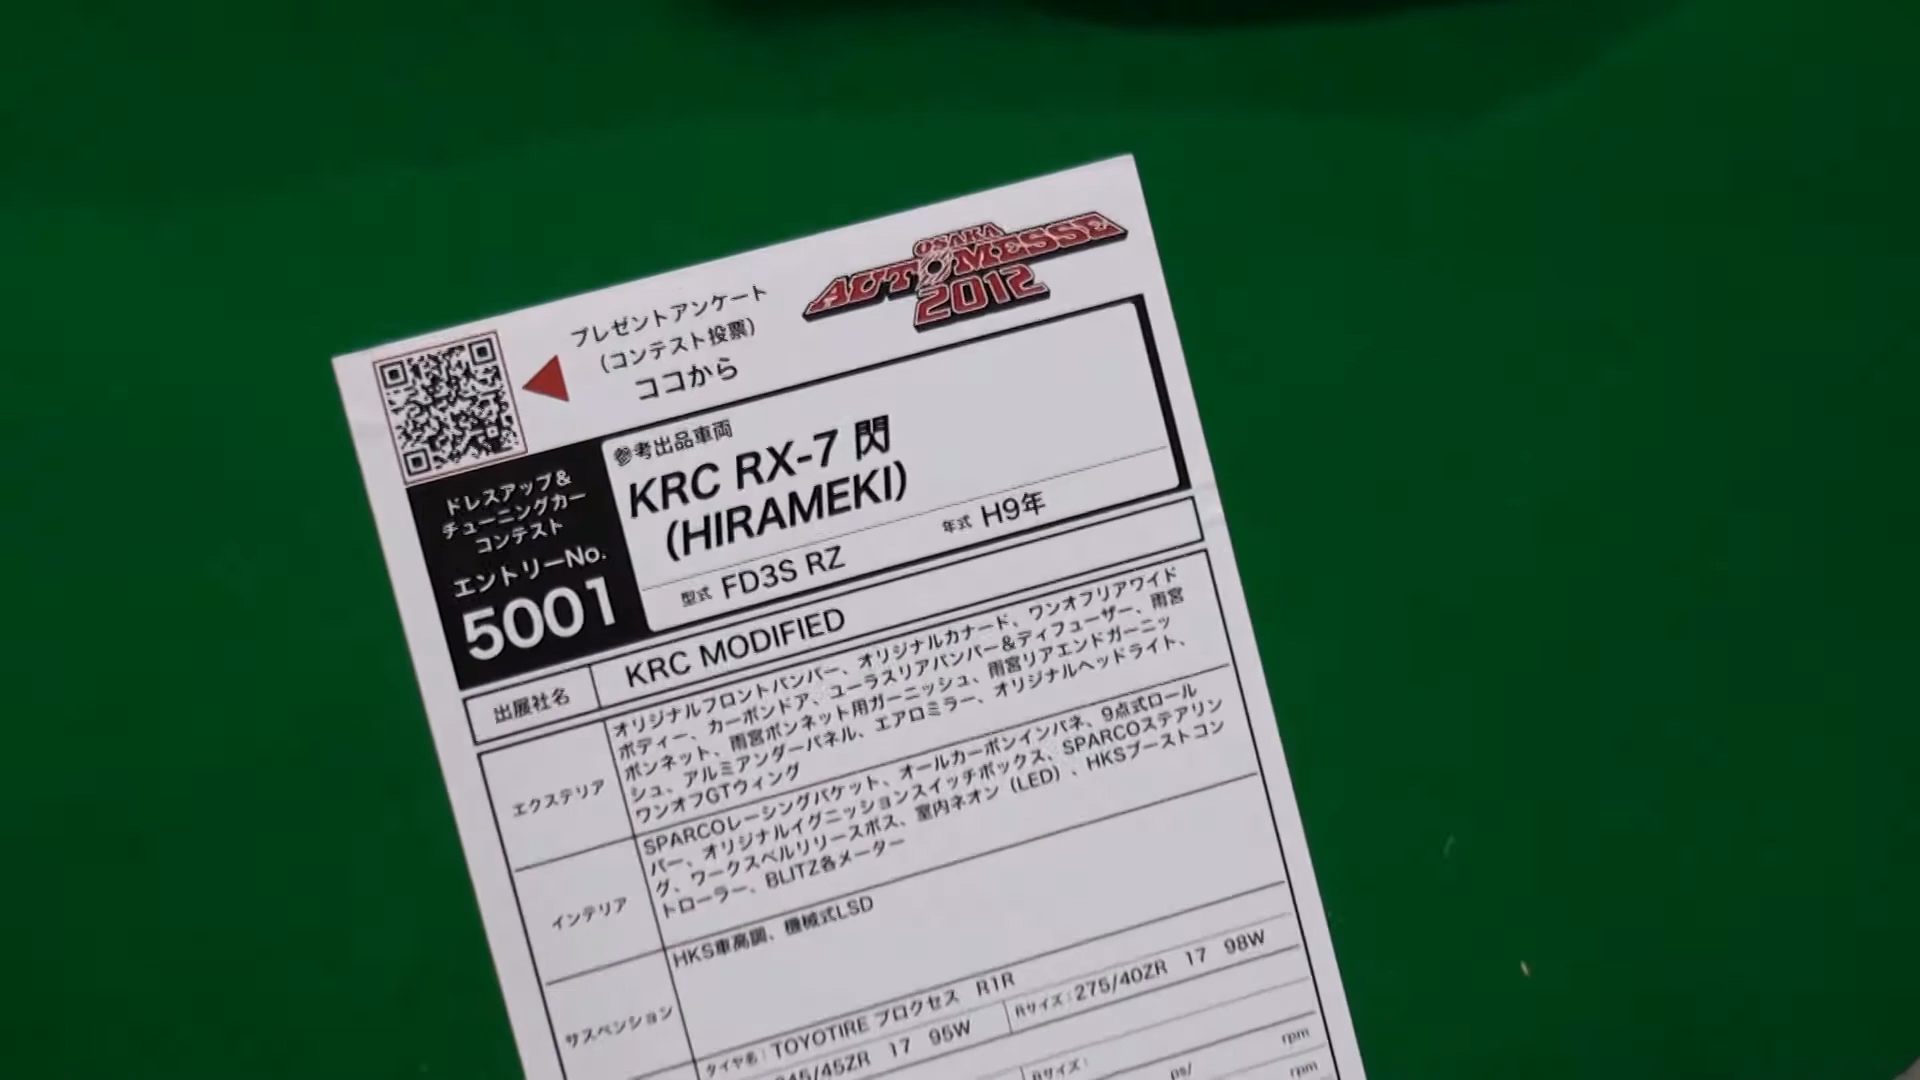 OSAKA
AUTOMESSE
2012
プレゼントアンケート
(コンテスト投票)
ココから
ドレスアップ&
チューニングカー
コンテスト
エントリーNo.
5001
参考出品車両
KRC RX-7 閃
(HIRAMEKI)
型式 FD3S RZ 年式 H9年
出展社名 KRC MODIFIED
エクステリア
オリジナルフロントバンパー、オリジナルカナード、ワンオフリアワイド
ボディー、カーボンドア、ユーラスリアバンパー&ディフューザー、雨宮
ボンネット、雨宮ボンネット用ガーニッシュ、雨宮リアエンドガーニッ
シュ、アルミアンダーパネル、エアロミラー、オリジナルヘッドライト、
ワンオフGTウィング
インテリア
SPARCOレーシングバケット、オールカーボンインパネ、9点式ロール
バー、オリジナルイグニッションスイッチボックス、SPARCOステアリン
グ、ワークスベルリリースボス、室内ネオン（LED）、HKSブーストコン
トローラー、BLITZ各メーター
サスペンション
HKS車高調、機械式LSD
タイヤ名：TOYOTIRE プロクセス R1R
45/45ZR 17 95W Rサイズ：275/40ZR 17 98W
Rサイズ：
ps/ rpm
rpm